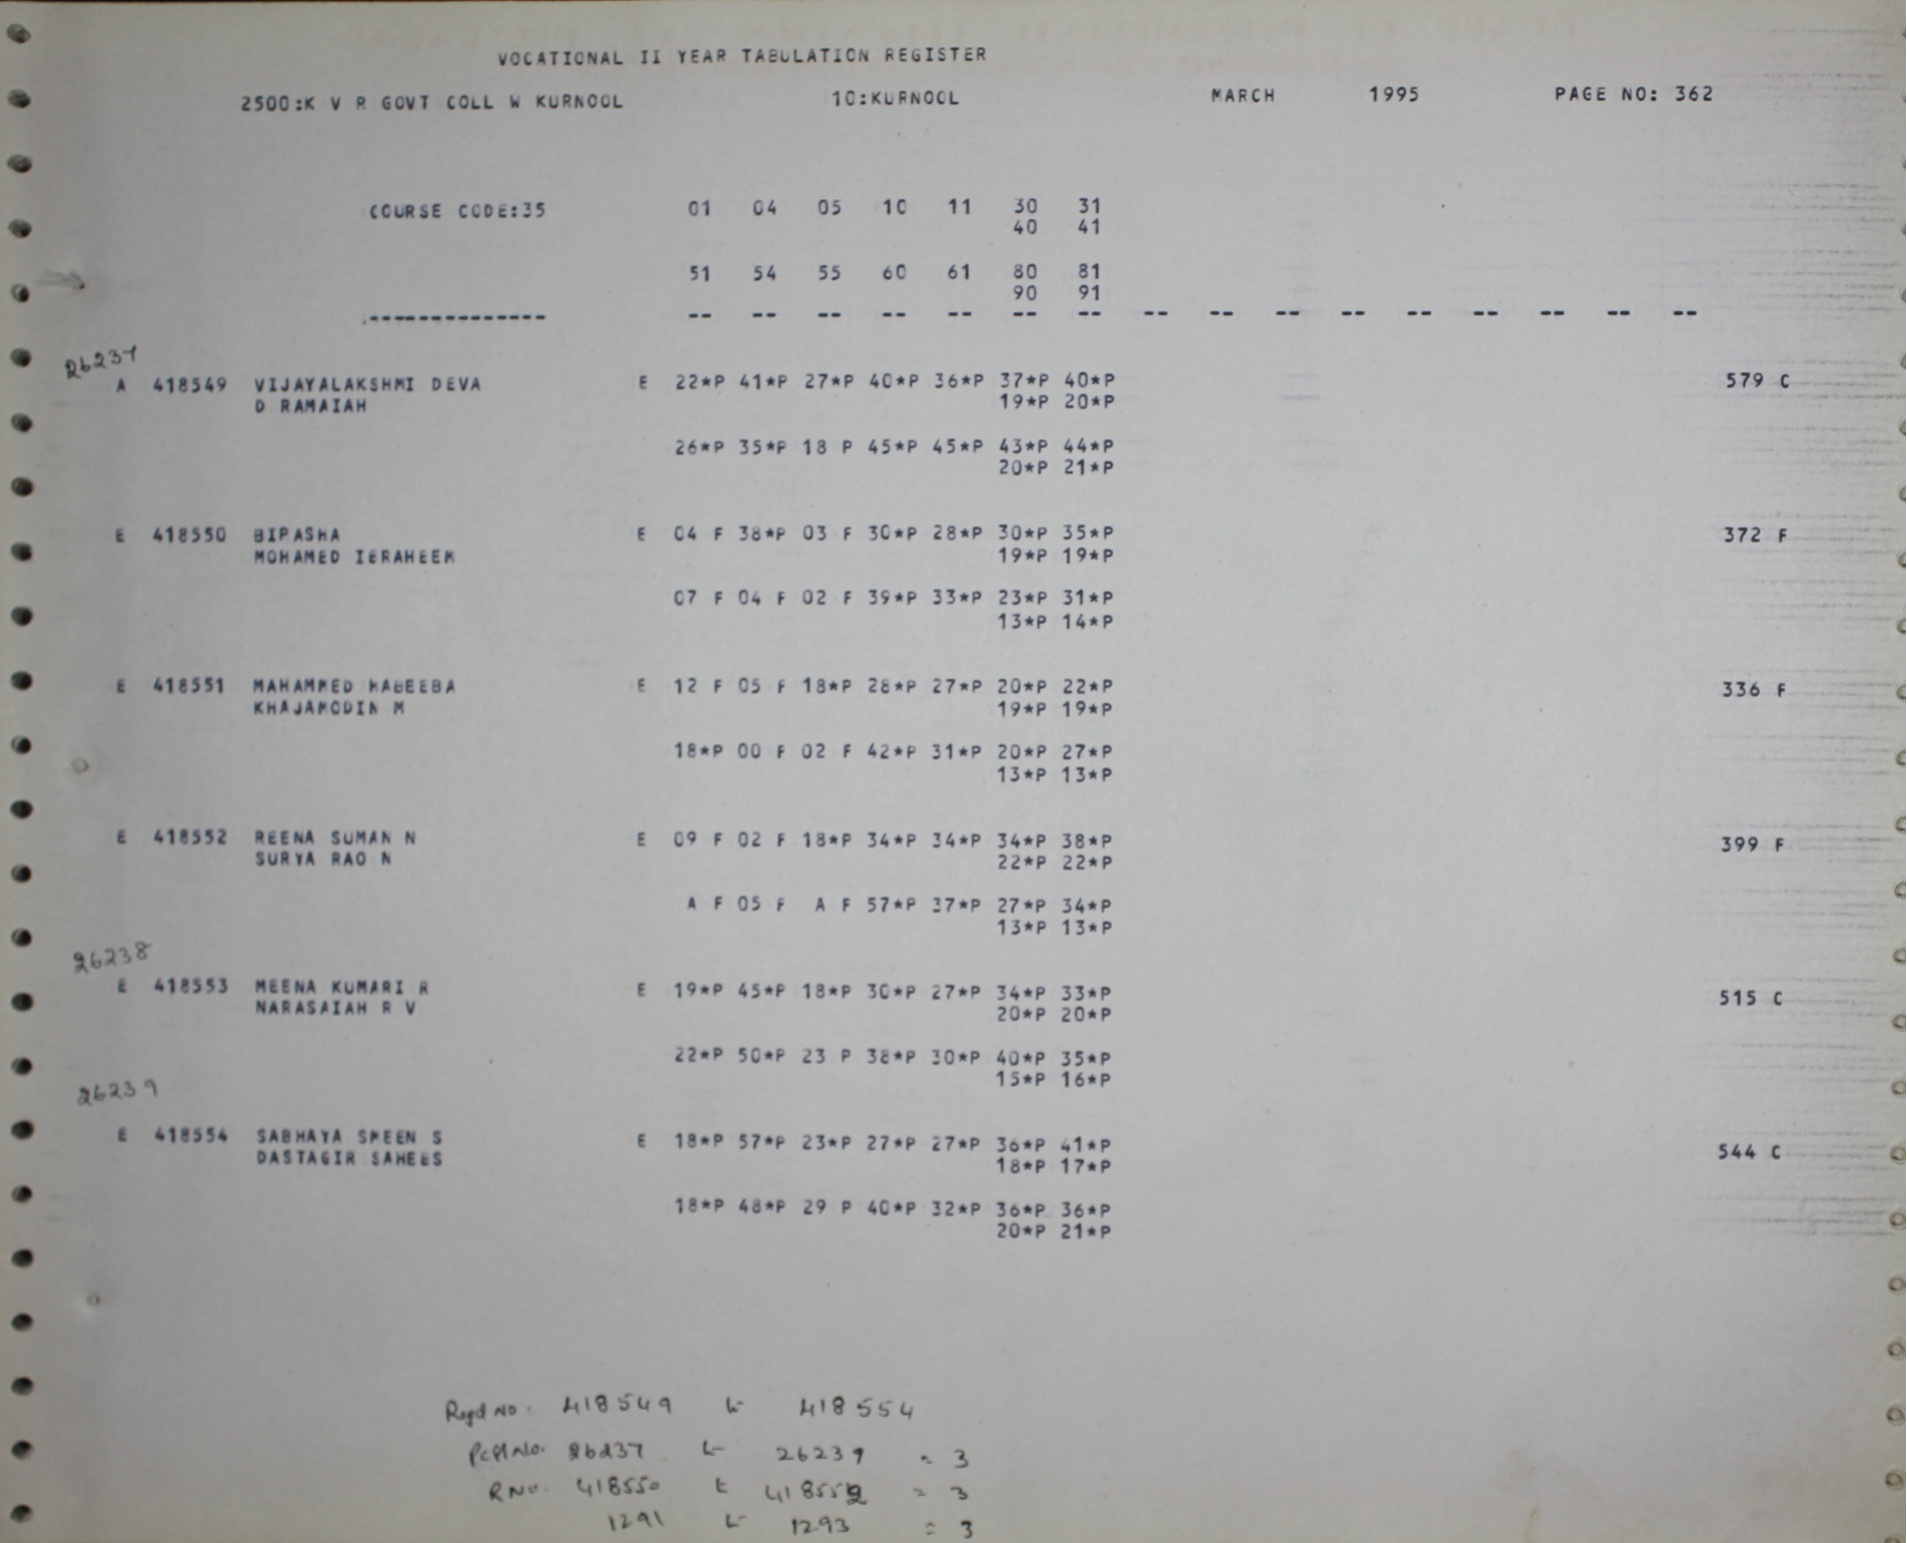 VOCATIONAL II YEAR TABULATION REGISTER
2500:K V R GOVT COLL W KURNOOL 10:KURNOOL MARCH 1995 PAGE NO: 362
COURSE CODE:35 01 04 05 10 11 30 31
40 41
51 54 55 60 61 80 81
90 91
-------------- -- -- -- -- -- -- -- -- -- -- -- -- -- -- -- --
26237
A 418549 VIJAYALAKSHMI DEVA E 22*P 41*P 27*P 40*P 36*P 37*P 40*P 579 C
D RAMAIAH 19*P 20*P
26*P 35*P 18 P 45*P 45*P 43*P 44*P
20*P 21*P
E 418550 BIPASHA E 04 F 38*P 03 F 30*P 28*P 30*P 35*P 372 F
MOHAMED IBRAHEEM 19*P 19*P
07 F 04 F 02 F 39*P 33*P 23*P 31*P
13*P 14*P
E 418551 MAHAMMED HABEEBA E 12 F 05 F 18*P 28*P 27*P 20*P 22*P 336 F
KHAJAMODIN M 19*P 19*P
18*P 00 F 02 F 42*P 31*P 20*P 27*P
13*P 13*P
E 418552 REENA SUMAN N E 09 F 02 F 18*P 34*P 34*P 34*P 38*P 399 F
SURYA RAO N 22*P 22*P
A F 05 F A F 57*P 37*P 27*P 34*P
13*P 13*P
26238
E 418553 MEENA KUMARI R E 19*P 45*P 18*P 30*P 27*P 34*P 33*P 515 C
NARASAIAH R V 20*P 20*P
22*P 50*P 23 P 38*P 30*P 40*P 35*P
15*P 16*P
26239
E 418554 SABHAYA SMEEN S E 18*P 57*P 23*P 27*P 27*P 36*P 41*P 544 C
DASTAGIR SAHEBS 18*P 17*P
18*P 48*P 29 P 40*P 32*P 36*P 36*P
20*P 21*P
Regd No. 418549 to 418554
26237 to 26239 = 3
R No. 418550 t 418552 = 3
1291 to 1293 = 3